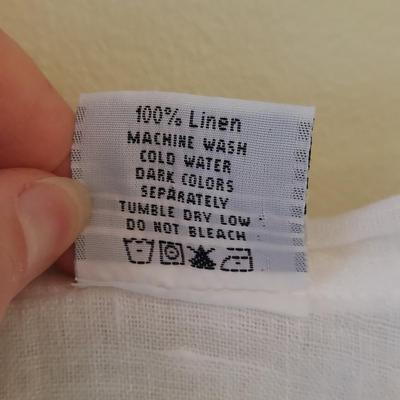 100% Linen
MACHINE WASH
COLD WATER
DARK COLORS
SEPARATELY
TUMBLE DRY LOW
DO NOT BLEACH